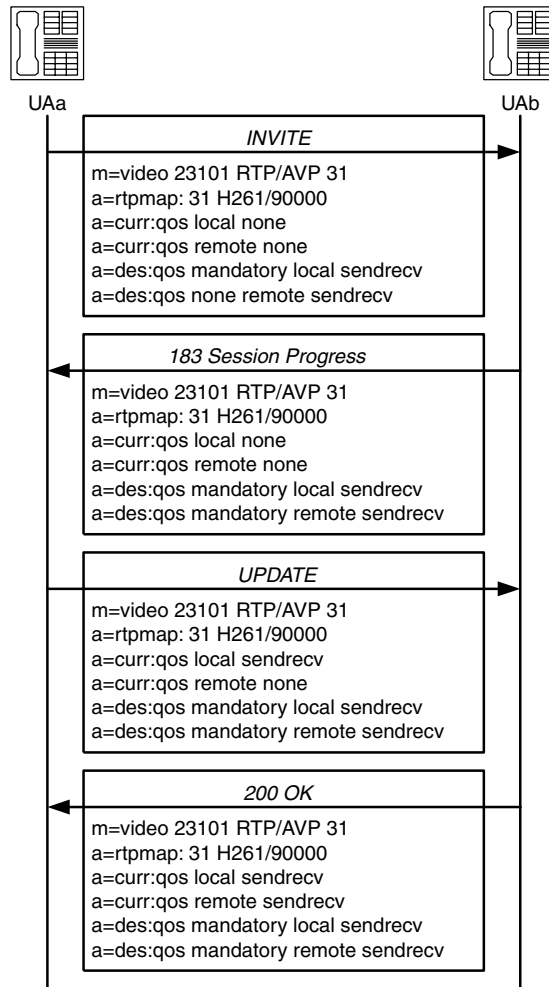 UAa
UAb
INVITE
m=video 23101 RTP/AVP 31
a=rtpmap: 31 H261/90000
a=curr:qos local none
a=curr:qos remote none
a=des:qos mandatory local sendrecv
a=des:qos none remote sendrecv
183 Session Progress
m=video 23101 RTP/AVP 31
a=rtpmap: 31 H261/90000
a=curr:qos local none
a=curr:qos remote none
a=des:qos mandatory local sendrecv
a=des:qos mandatory remote sendrecv
UPDATE
m=video 23101 RTP/AVP 31
a=rtpmap: 31 H261/90000
a=curr:qos local sendrecv
a=curr:qos remote none
a=des:qos mandatory local sendrecv
a=des:qos mandatory remote sendrecv
200 OK
m=video 23101 RTP/AVP 31
a=rtpmap: 31 H261/90000
a=curr:qos local sendrecv
a=curr:qos remote sendrecv
a=des:qos mandatory local sendrecv
a=des:qos mandatory remote sendrecv